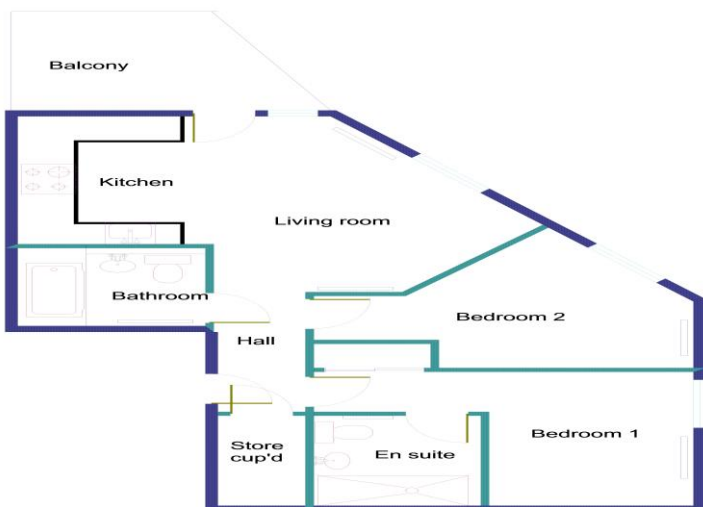 Balcony
Kitchen
Living room
Bathroom
Bedroom 2
Hall
Bedroom 1
Store
cup'd
En suite